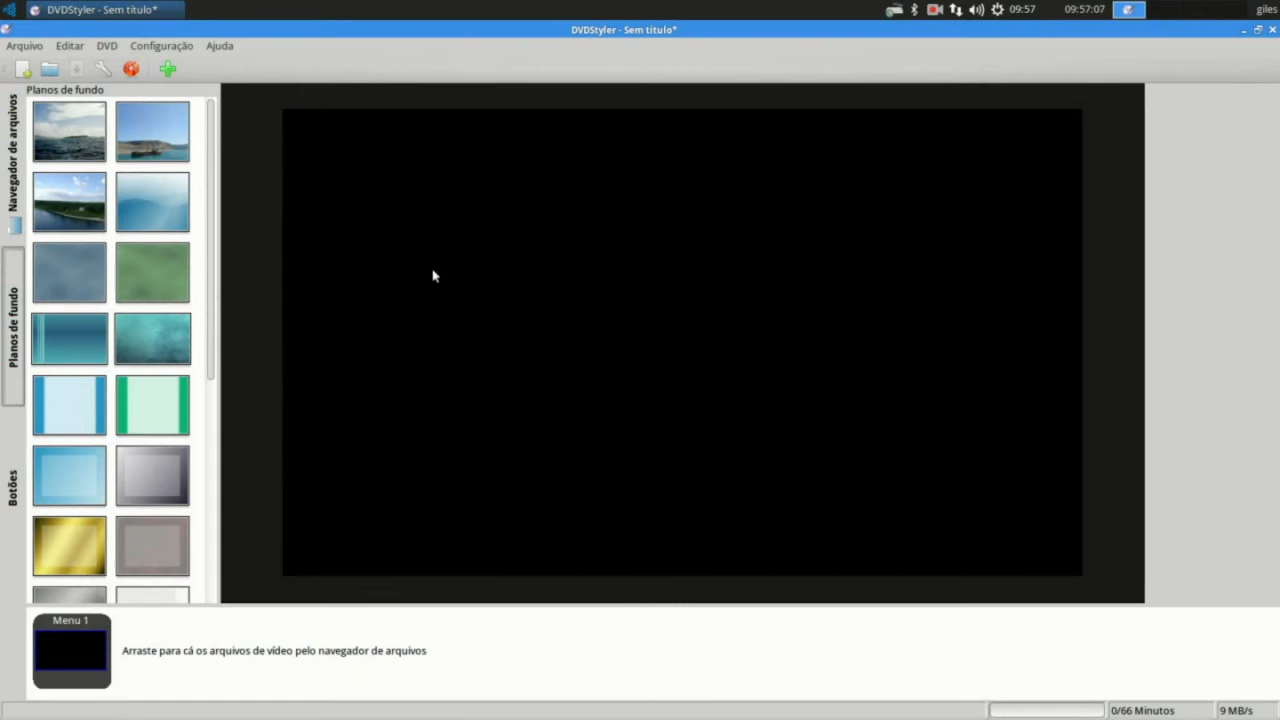 DVDStyler - Sem título*
09:57
09:57:07
giles
DVDStyler - Sem título*
Arquivo Editar DVD Configuração Ajuda
Planos de fundo
Navegador de arquivos
Planos de fundo
Botões
Menu 1
Arraste para cá os arquivos de vídeo pelo navegador de arquivos
0/66 Minutos
9 MB/s